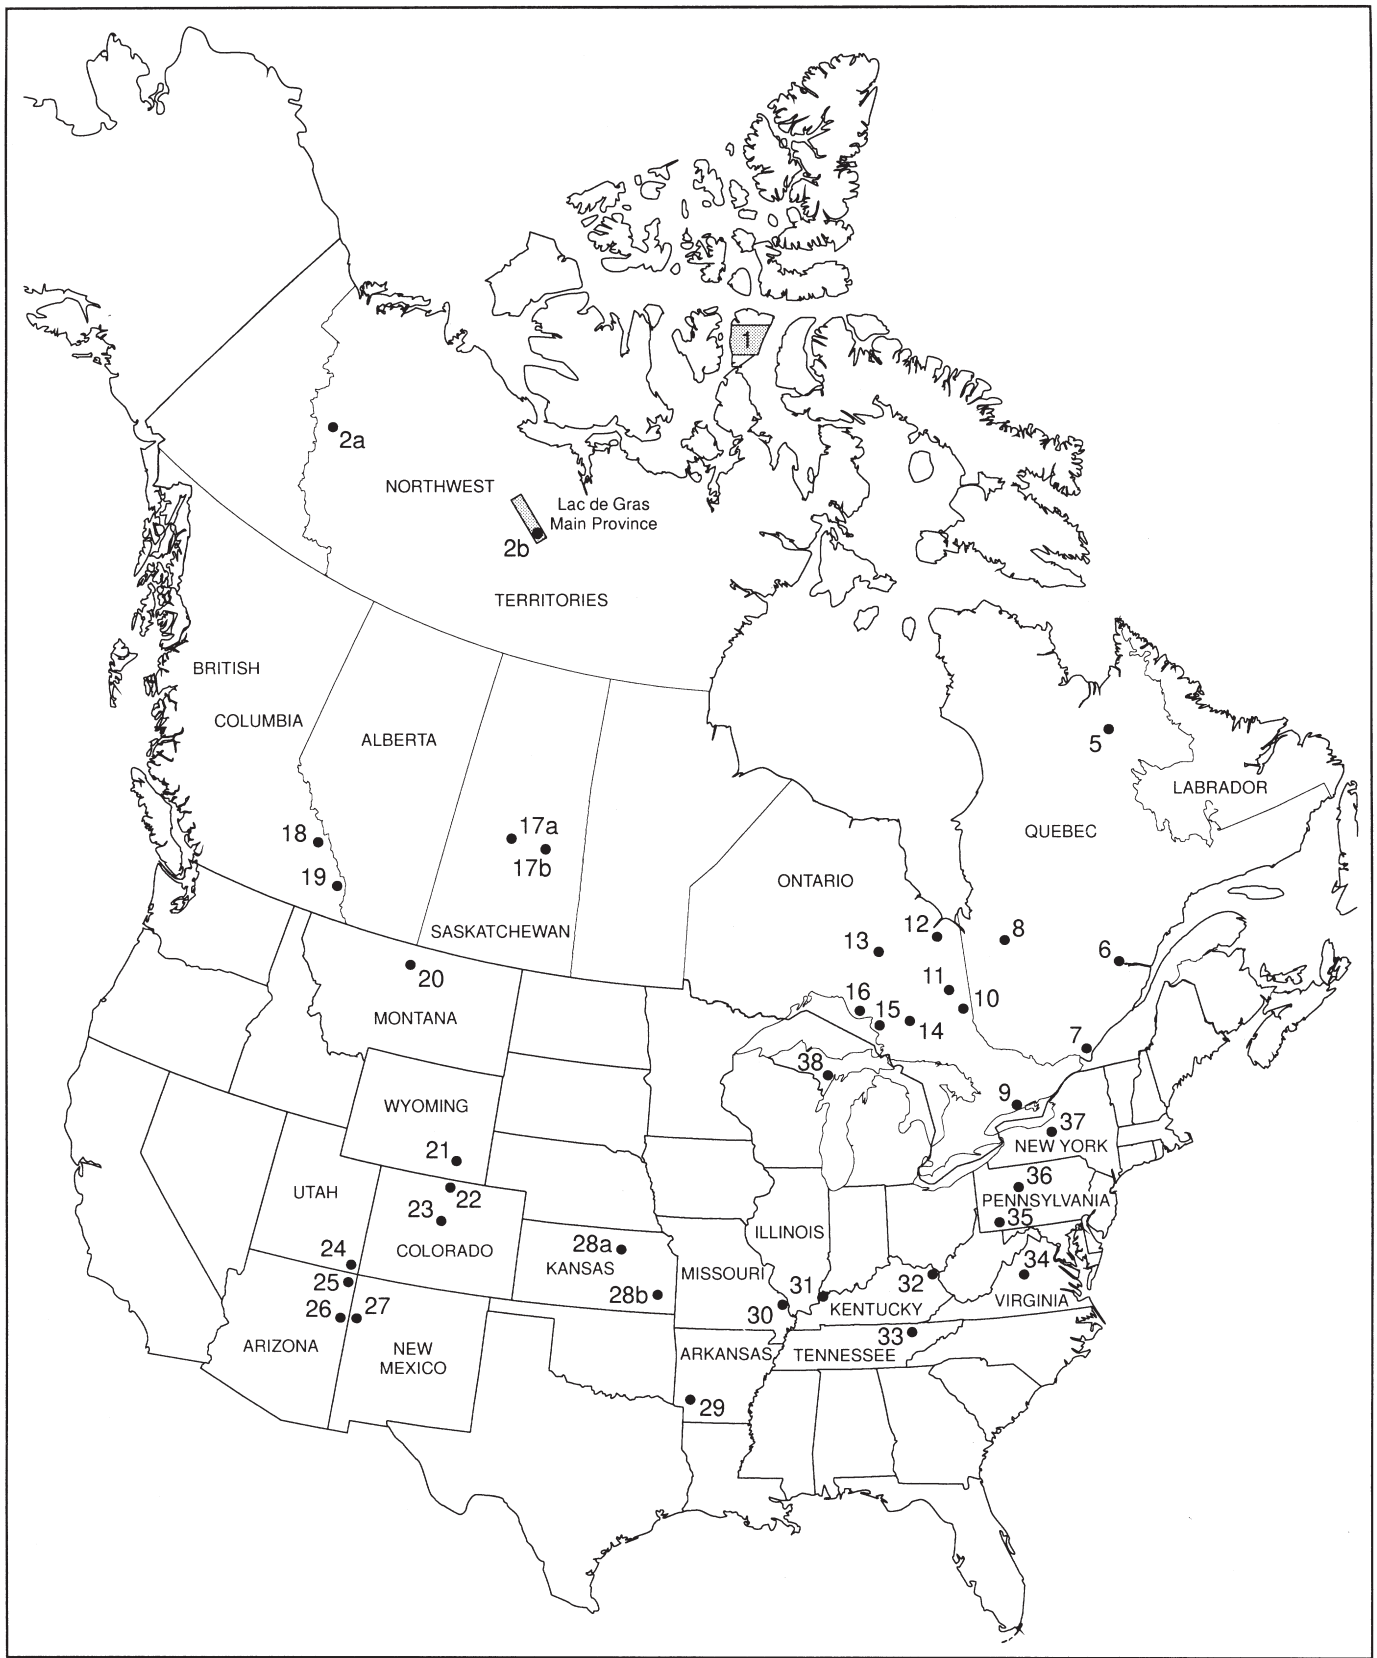 1
2a
NORTHWEST
Lac de Gras
Main Province
2b
TERRITORIES
BRITISH
COLUMBIA
ALBERTA
5
LABRADOR
QUEBEC
18
17a
17b
19
ONTARIO
SASKATCHEWAN
12
8
13
6
20
11
10
16
15
14
MONTANA
7
38
9
WYOMING
37
NEW YORK
21
36
UTAH
22
PENNSYLVANIA
23
35
ILLINOIS
COLORADO
28a
24
34
KANSAS
MISSOURI
25
32
31
28b
26
27
30
KENTUCKY
VIRGINIA
33
ARIZONA
NEW
MEXICO
ARKANSAS
TENNESSEE
29